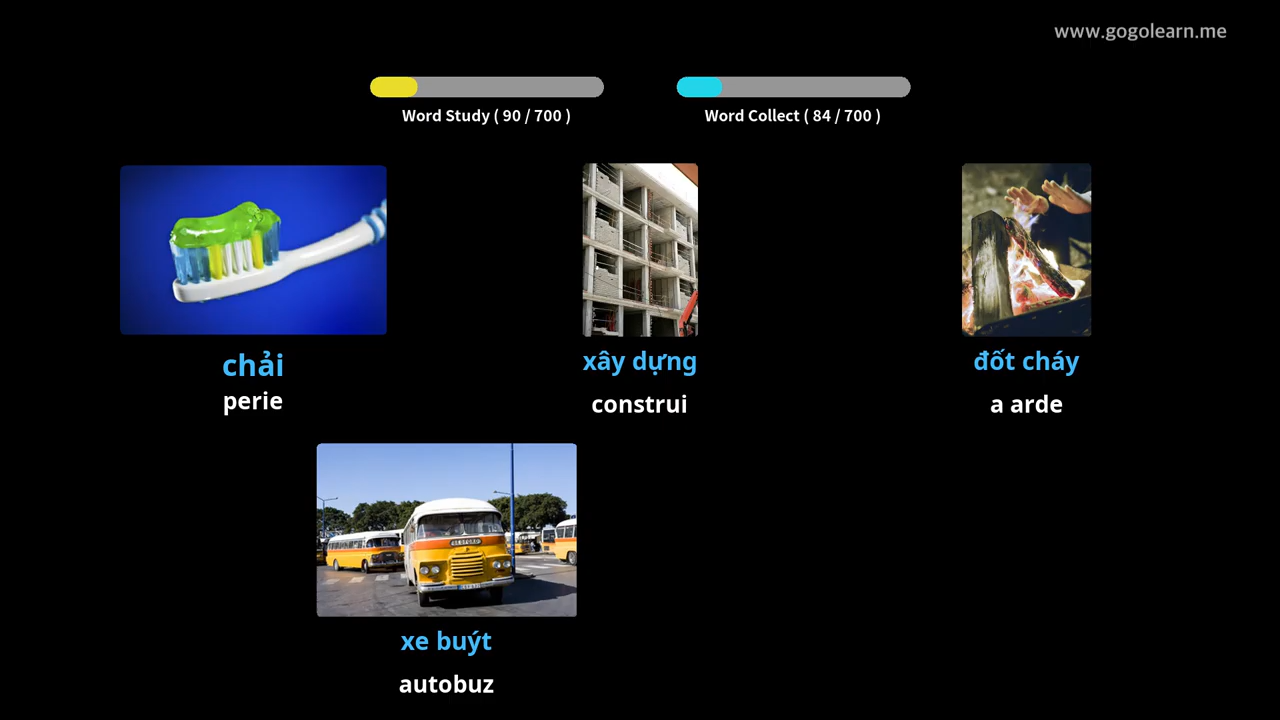 www.gogolearn.me
Word Study ( 90 / 700 )
Word Collect ( 84 / 700 )
chải
perie
xây dựng
construi
đốt cháy
a arde
BEDFORD
xe buýt
autobuz